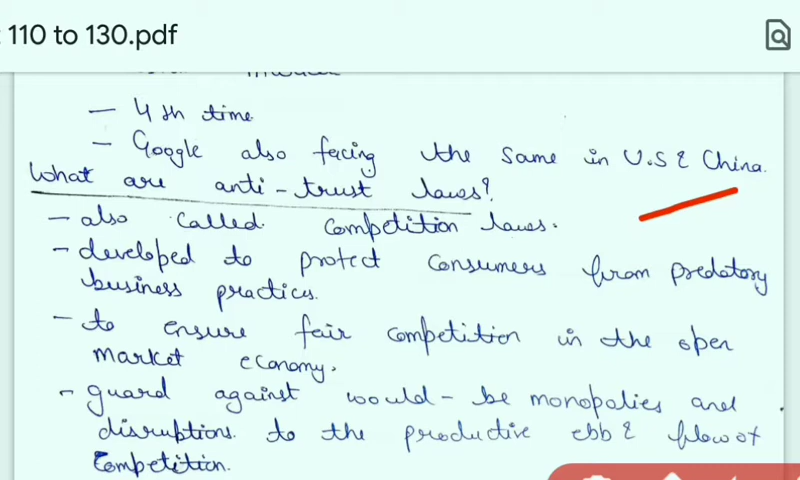 110 to 130.pdf
- 4th time
- Google also facing the same in U.S & China.
What are anti-trust laws?
- also called competition laws.
- developed to protect consumers from predatory
business practices.
- to ensure fair competition in the open
market economy.
- guard against would-be monopolies and
disruptions to the productive ebb & flow of
Competition.